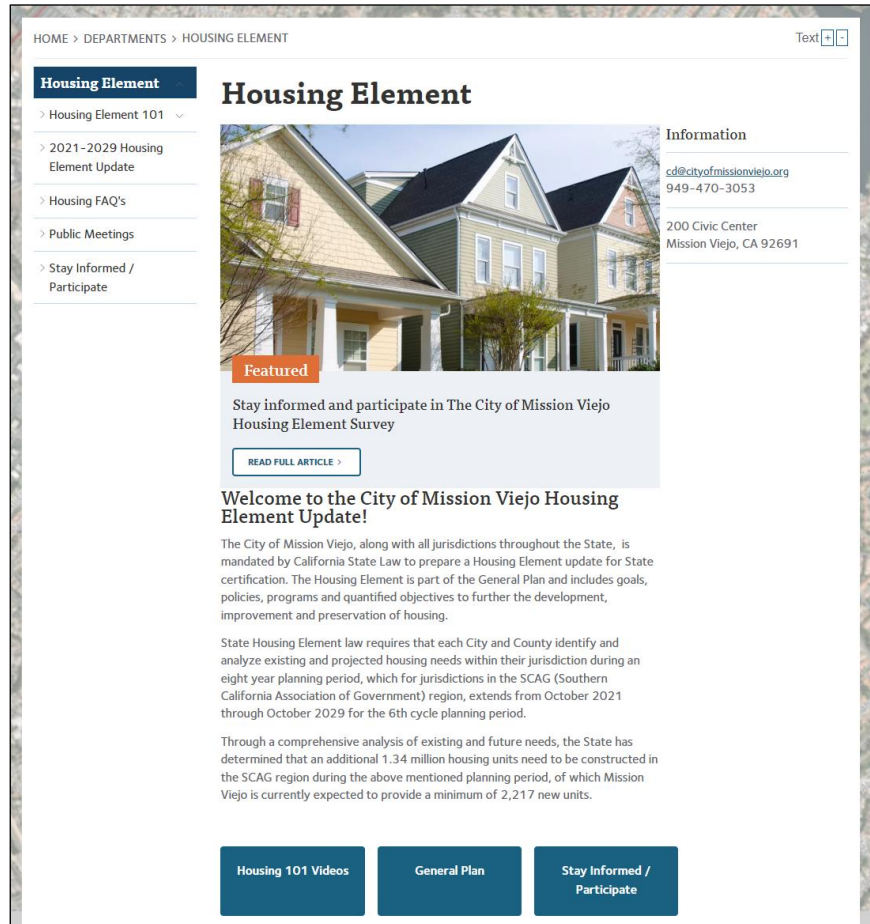 HOME > DEPARTMENTS > HOUSING ELEMENT
Text + -
Housing Element
> Housing Element 101
> 2021-2029 Housing
Element Update
> Housing FAQ's
> Public Meetings
> Stay Informed /
Participate
Housing Element
Featured
Stay informed and participate in The City of Mission Viejo
Housing Element Survey
READ FULL ARTICLE >
Information
cd@cityofmissionviejo.org
949-470-3053
200 Civic Center
Mission Viejo, CA 92691
Welcome to the City of Mission Viejo Housing
Element Update!
The City of Mission Viejo, along with all jurisdictions throughout the State, is
mandated by California State Law to prepare a Housing Element update for State
certification. The Housing Element is part of the General Plan and includes goals,
policies, programs and quantified objectives to further the development,
improvement and preservation of housing.
State Housing Element law requires that each City and County identify and
analyze existing and projected housing needs within their jurisdiction during an
eight year planning period, which for jurisdictions in the SCAG (Southern
California Association of Government) region, extends from October 2021
through October 2029 for the 6th cycle planning period.
Through a comprehensive analysis of existing and future needs, the State has
determined that an additional 1.34 million housing units need to be constructed in
the SCAG region during the above mentioned planning period, of which Mission
Viejo is currently expected to provide a minimum of 2,217 new units.
Housing 101 Videos
General Plan
Stay Informed /
Participate